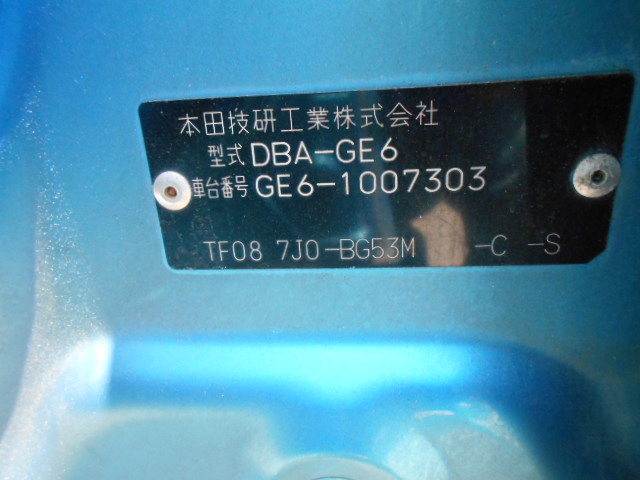 本田技研工業株式会社
型式 DBA-GE6
車台番号 GE6-1007303
TF08 7J0-BG53M -C -S